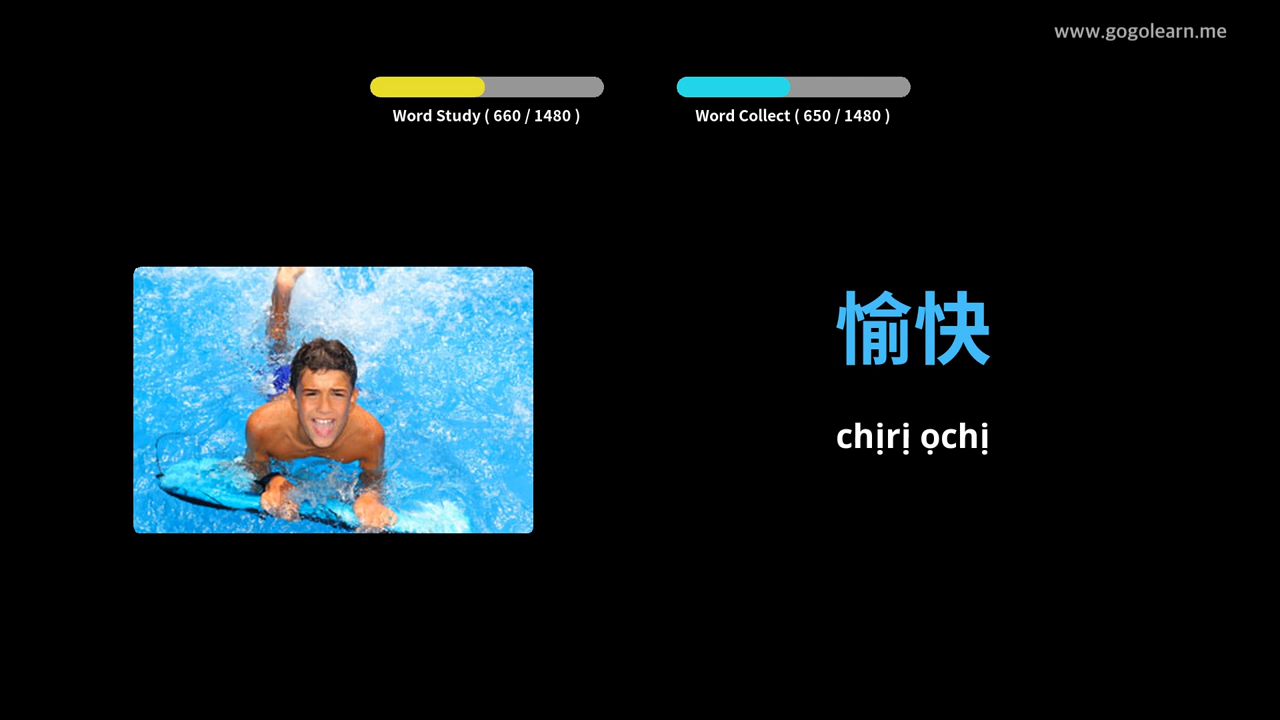 www.gogolearn.me
Word Study ( 660 / 1480 )
Word Collect ( 650 / 1480 )
愉快
chịrị ọchị